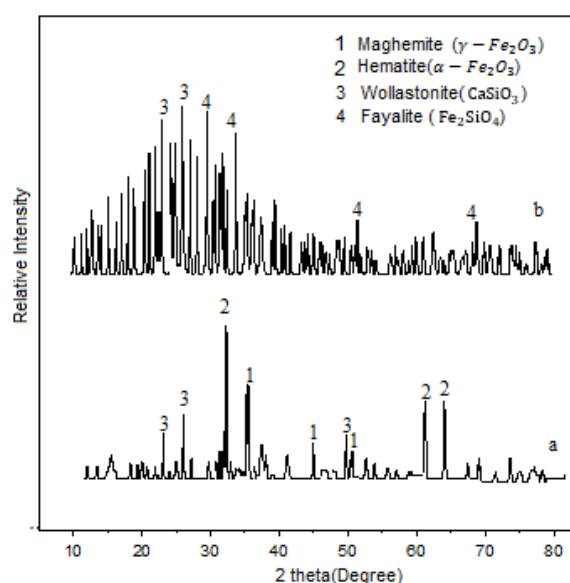 1 Maghemite (γ − Fe₂O₃)
2 Hematite(α − Fe₂O₃)
3 Wollastonite(CaSiO₃)
4 Fayalite ( Fe₂SiO₄)
3 3 4 4 4 4 b
2 1 3 3 1 3 1 2 2 a
Relative Intensity
10 20 30 40 50 60 70 80
2 theta(Degree)